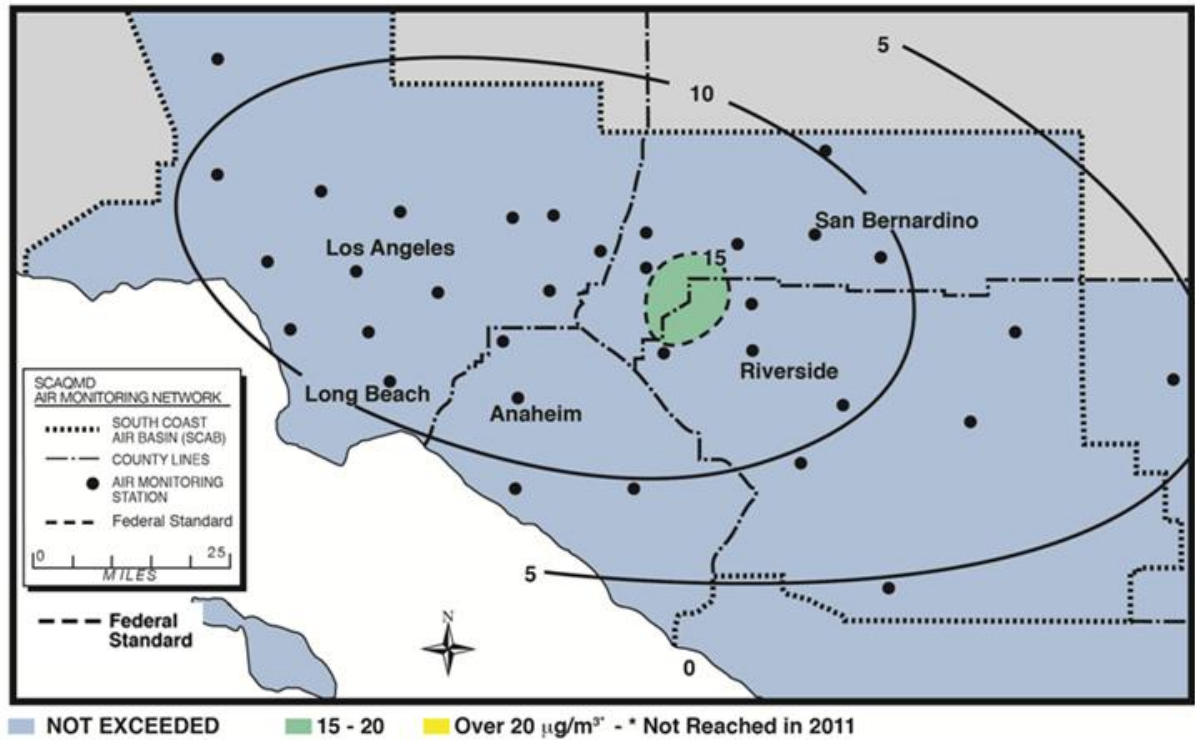 5
10
San Bernardino
Los Angeles
15
Riverside
Long Beach
Anaheim
SCAQMD
AIR MONITORING NETWORK
SOUTH COAST
AIR BASIN (SCAB)
COUNTY LINES
AIR MONITORING
STATION
Federal Standard
0 25
MILES
5
Federal
Standard
N
0
NOT EXCEEDED 15 - 20 Over 20 µg/m³* - * Not Reached in 2011